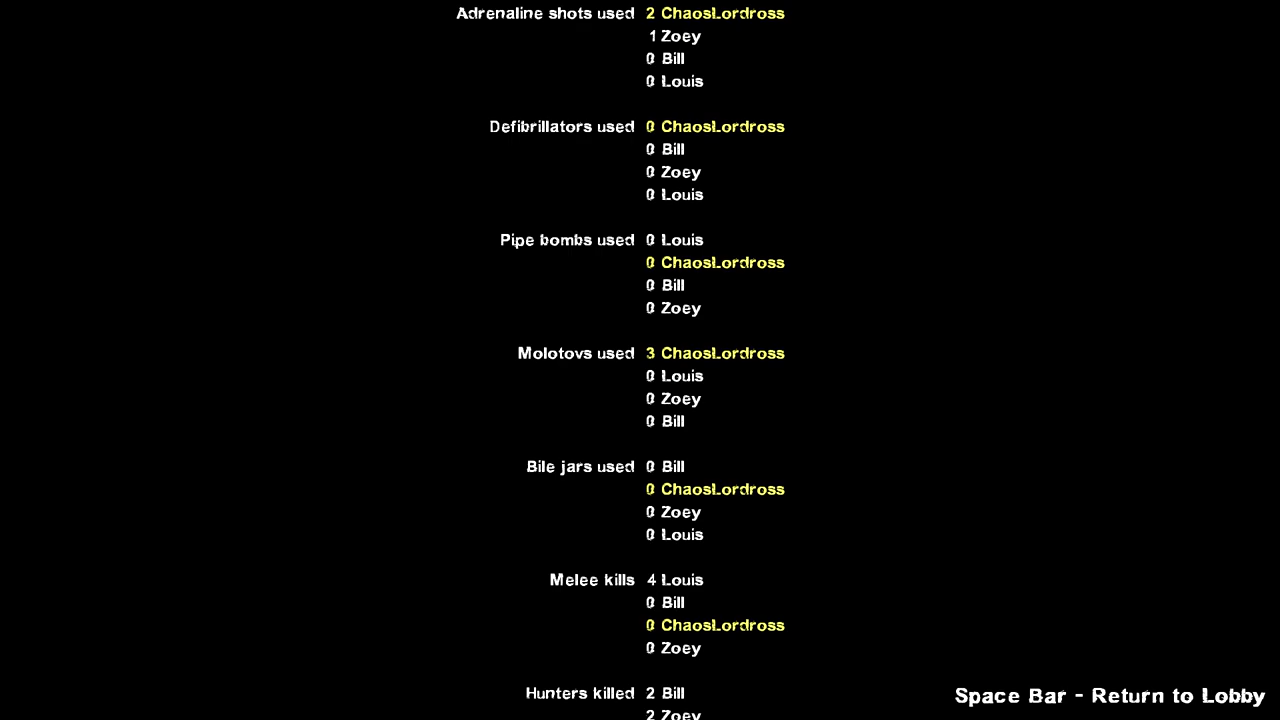 Adrenaline shots used 2 ChaosLordross
1 Zoey
0 Bill
0 Louis
Defibrillators used 0 ChaosLordross
0 Bill
0 Zoey
0 Louis
Pipe bombs used 0 Louis
0 ChaosLordross
0 Bill
0 Zoey
Molotovs used 3 ChaosLordross
0 Louis
0 Zoey
0 Bill
Bile jars used 0 Bill
0 ChaosLordross
0 Zoey
0 Louis
Melee kills 4 Louis
0 Bill
0 ChaosLordross
0 Zoey
Hunters killed 2 Bill
2 Zoey
Space Bar - Return to Lobby